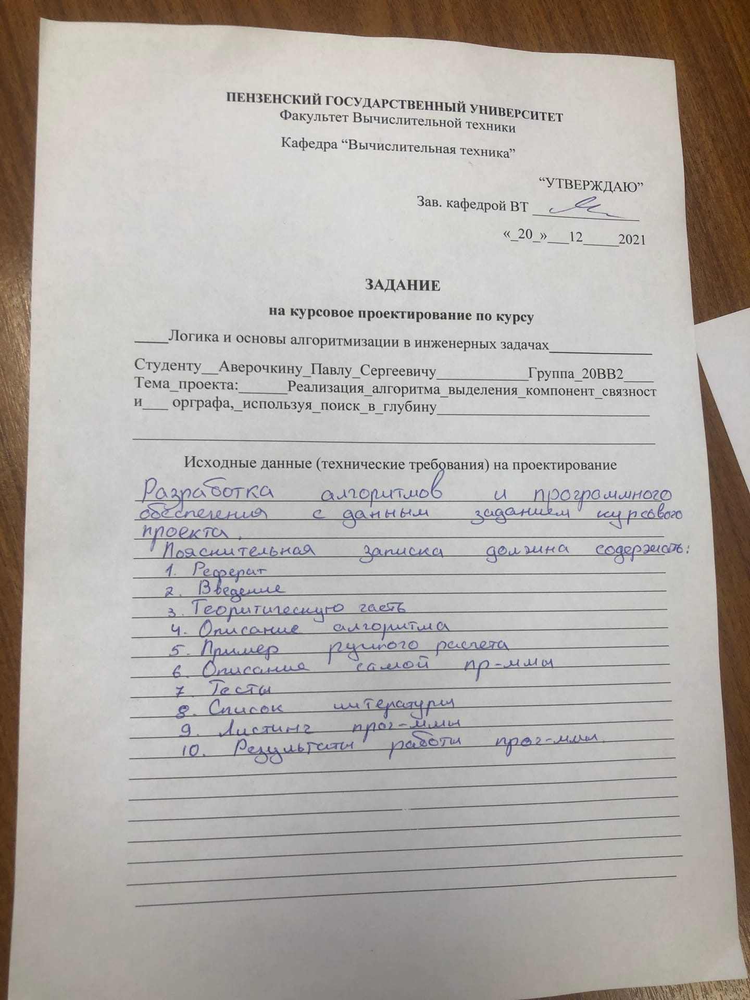 ПЕНЗЕНСКИЙ ГОСУДАРСТВЕННЫЙ УНИВЕРСИТЕТ
Факультет Вычислительной техники
Кафедра “Вычислительная техника”
“УТВЕРЖДАЮ”
Зав. кафедрой ВТ ______________
«_20_»___12_____2021
ЗАДАНИЕ
на курсовое проектирование по курсу
_____Логика и основы алгоритмизации в инженерных задачах______________
Студенту__Аверочкину_Павлу_Сергеевичу____________Группа_20ВВ2____
Тема_проекта:______Реализация_алгоритма_выделения_компонент_связност
и___ орграфа,_используя_поиск_в_глубину____________________________
Исходные данные (технические требования) на проектирование
Разработка алгоритмов и программного
обеспечения с данным заданием курсового
проекта.
Пояснительная записка должна содержать:
1. Реферат
2. Введение
3. Теоритическую часть
4. Описание алгоритма
5. Пример ручного расчета
6. Описание самой пр-ммы
7. Тесты
8. Список литературы
9. Листинг прог-ммы
10. Результаты работы прог-ммы.